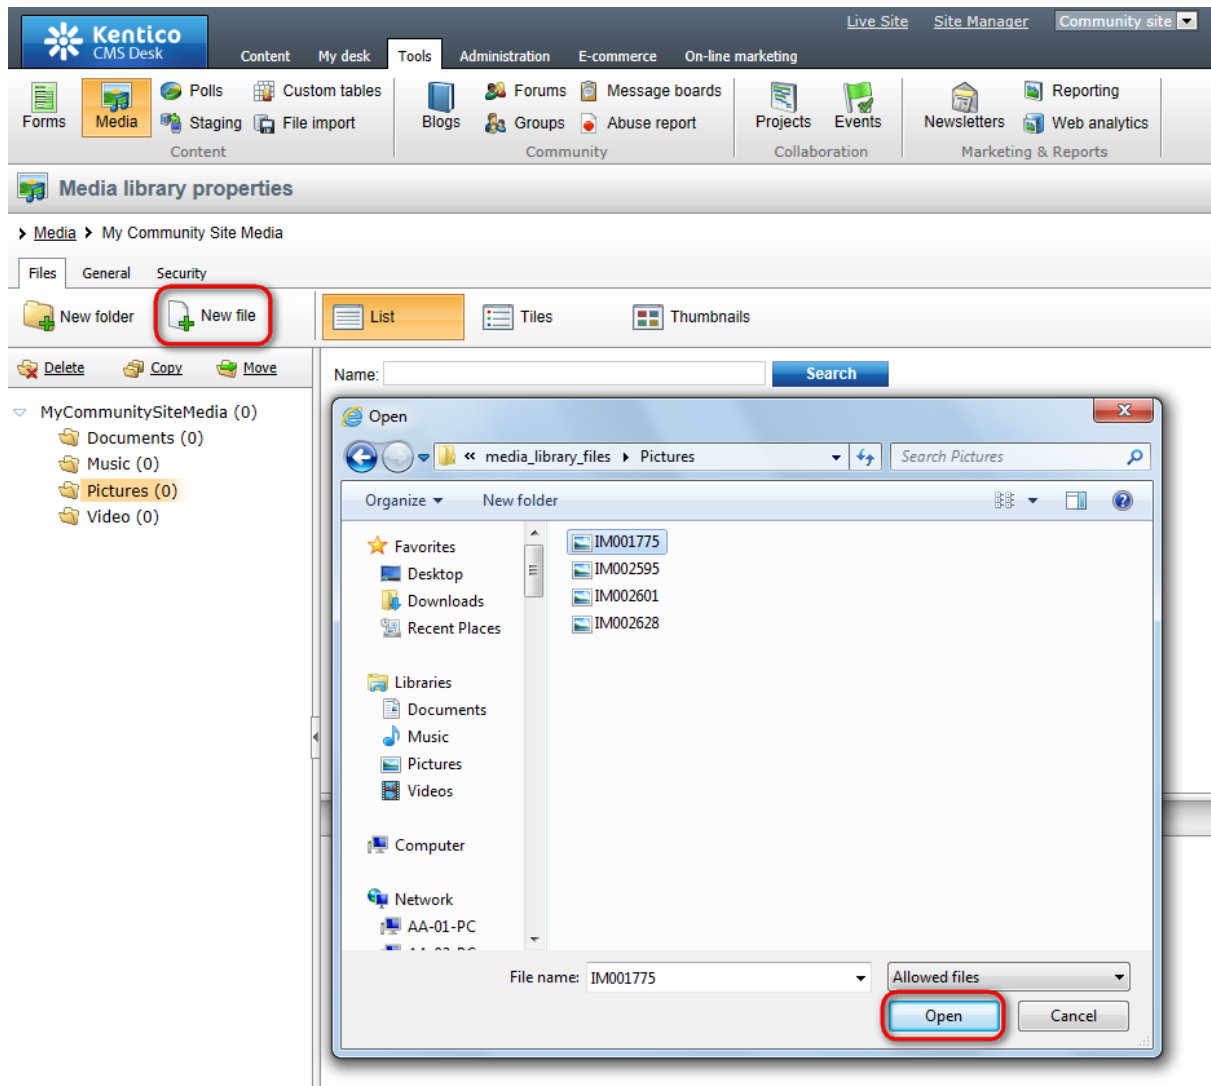 Live Site Site Manager Community site
Kentico
CMS Desk
Content My desk Tools Administration E-commerce On-line marketing
Forms Media Polls Custom tables Blogs Forums Message boards Projects Events Newsletters Reporting
Staging File import Groups Abuse report Web analytics
Content Community Collaboration Marketing & Reports
Media library properties
Media My Community Site Media
Files General Security
New folder New file List Tiles Thumbnails
Delete Copy Move
Name: Search
MyCommunitySiteMedia (0)
Documents (0)
Music (0)
Pictures (0)
Video (0)
Open
« media_library_files Pictures Search Pictures
Organize New folder
Favorites
Desktop
Downloads
Recent Places
Libraries
Documents
Music
Pictures
Videos
Computer
Network
AA-01-PC
IM001775
IM002595
IM002601
IM002628
File name: IM001775 Allowed files
Open Cancel